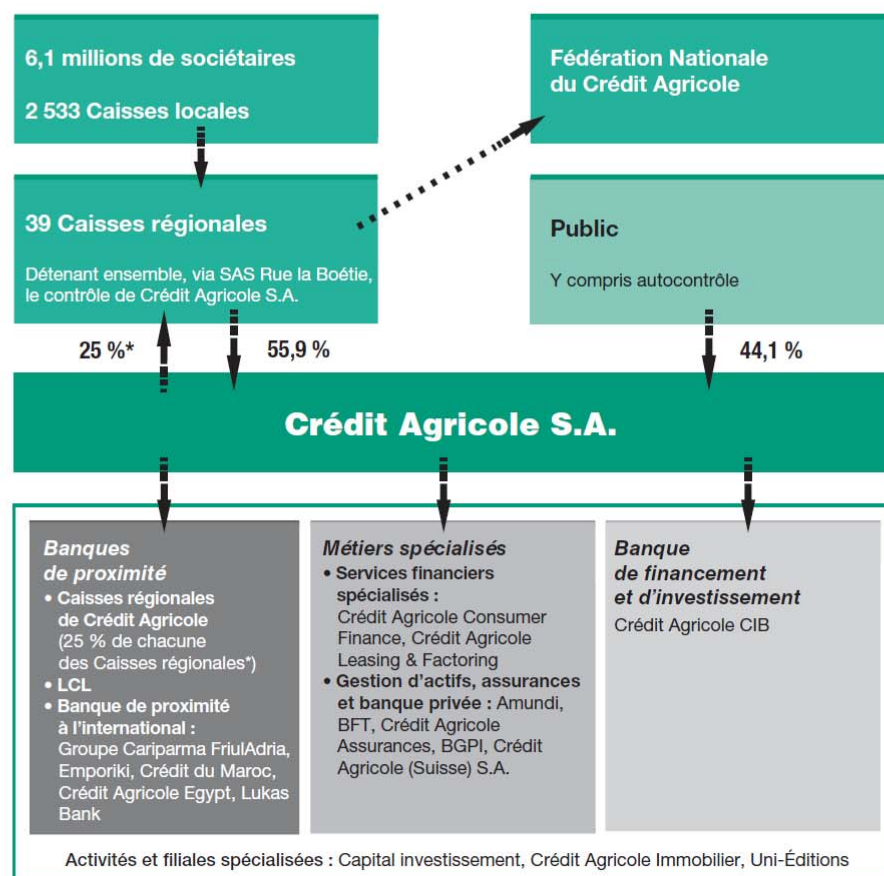 6,1 millions de sociétaires
2 533 Caisses locales
Fédération Nationale
du Crédit Agricole
39 Caisses régionales
Détenant ensemble, via SAS Rue la Boétie,
le contrôle de Crédit Agricole S.A.
Public
Y compris autocontrôle
25 %*
55,9 %
44,1 %
Crédit Agricole S.A.
Banques
de proximité
• Caisses régionales
de Crédit Agricole
(25 % de chacune
des Caisses régionales*)
• LCL
• Banque de proximité
à l'international :
Groupe Cariparma FriulAdria,
Emporiki, Crédit du Maroc,
Crédit Agricole Egypt, Lukas
Bank
Métiers spécialisés
• Services financiers
spécialisés :
Crédit Agricole Consumer
Finance, Crédit Agricole
Leasing & Factoring
• Gestion d'actifs, assurances
et banque privée : Amundi,
BFT, Crédit Agricole
Assurances, BGPI, Crédit
Agricole (Suisse) S.A.
Banque
de financement
et d'investissement
Crédit Agricole CIB
Activités et filiales spécialisées : Capital investissement, Crédit Agricole Immobilier, Uni-Éditions